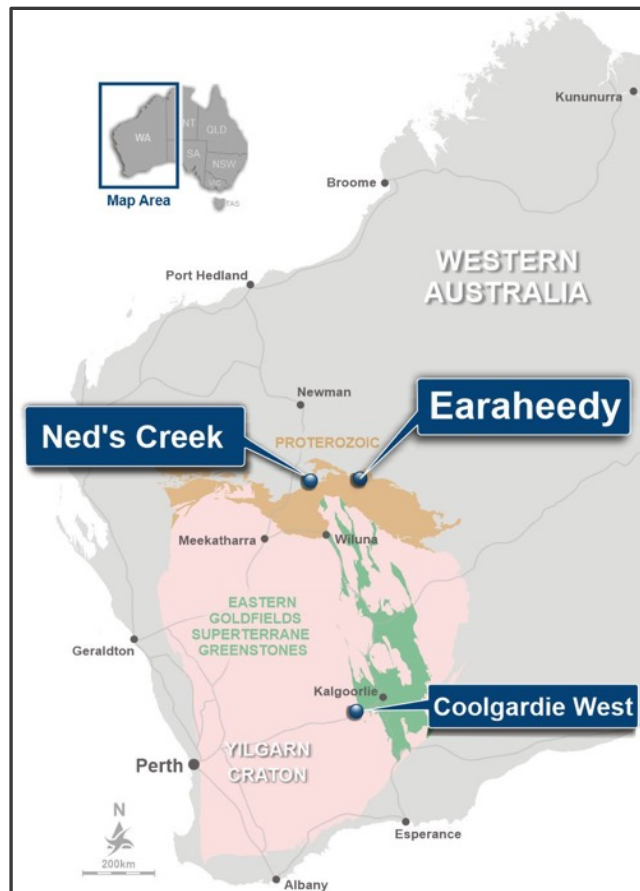 Kununurra
WA
NT
QLD
SA
NSW
TAS
Map Area
Broome
WESTERN
AUSTRALIA
Port Hedland
Newman
Ned's Creek
Earaheedy
PROTEROZOIC
Meekatharra
Wiluna
EASTERN
GOLDFIELDS
SUPERTERRANE
GREENSTONES
Geraldton
Kalgoorlie
Coolgardie West
YILGARN
CRATON
Perth
N
200km
Esperance
Albany